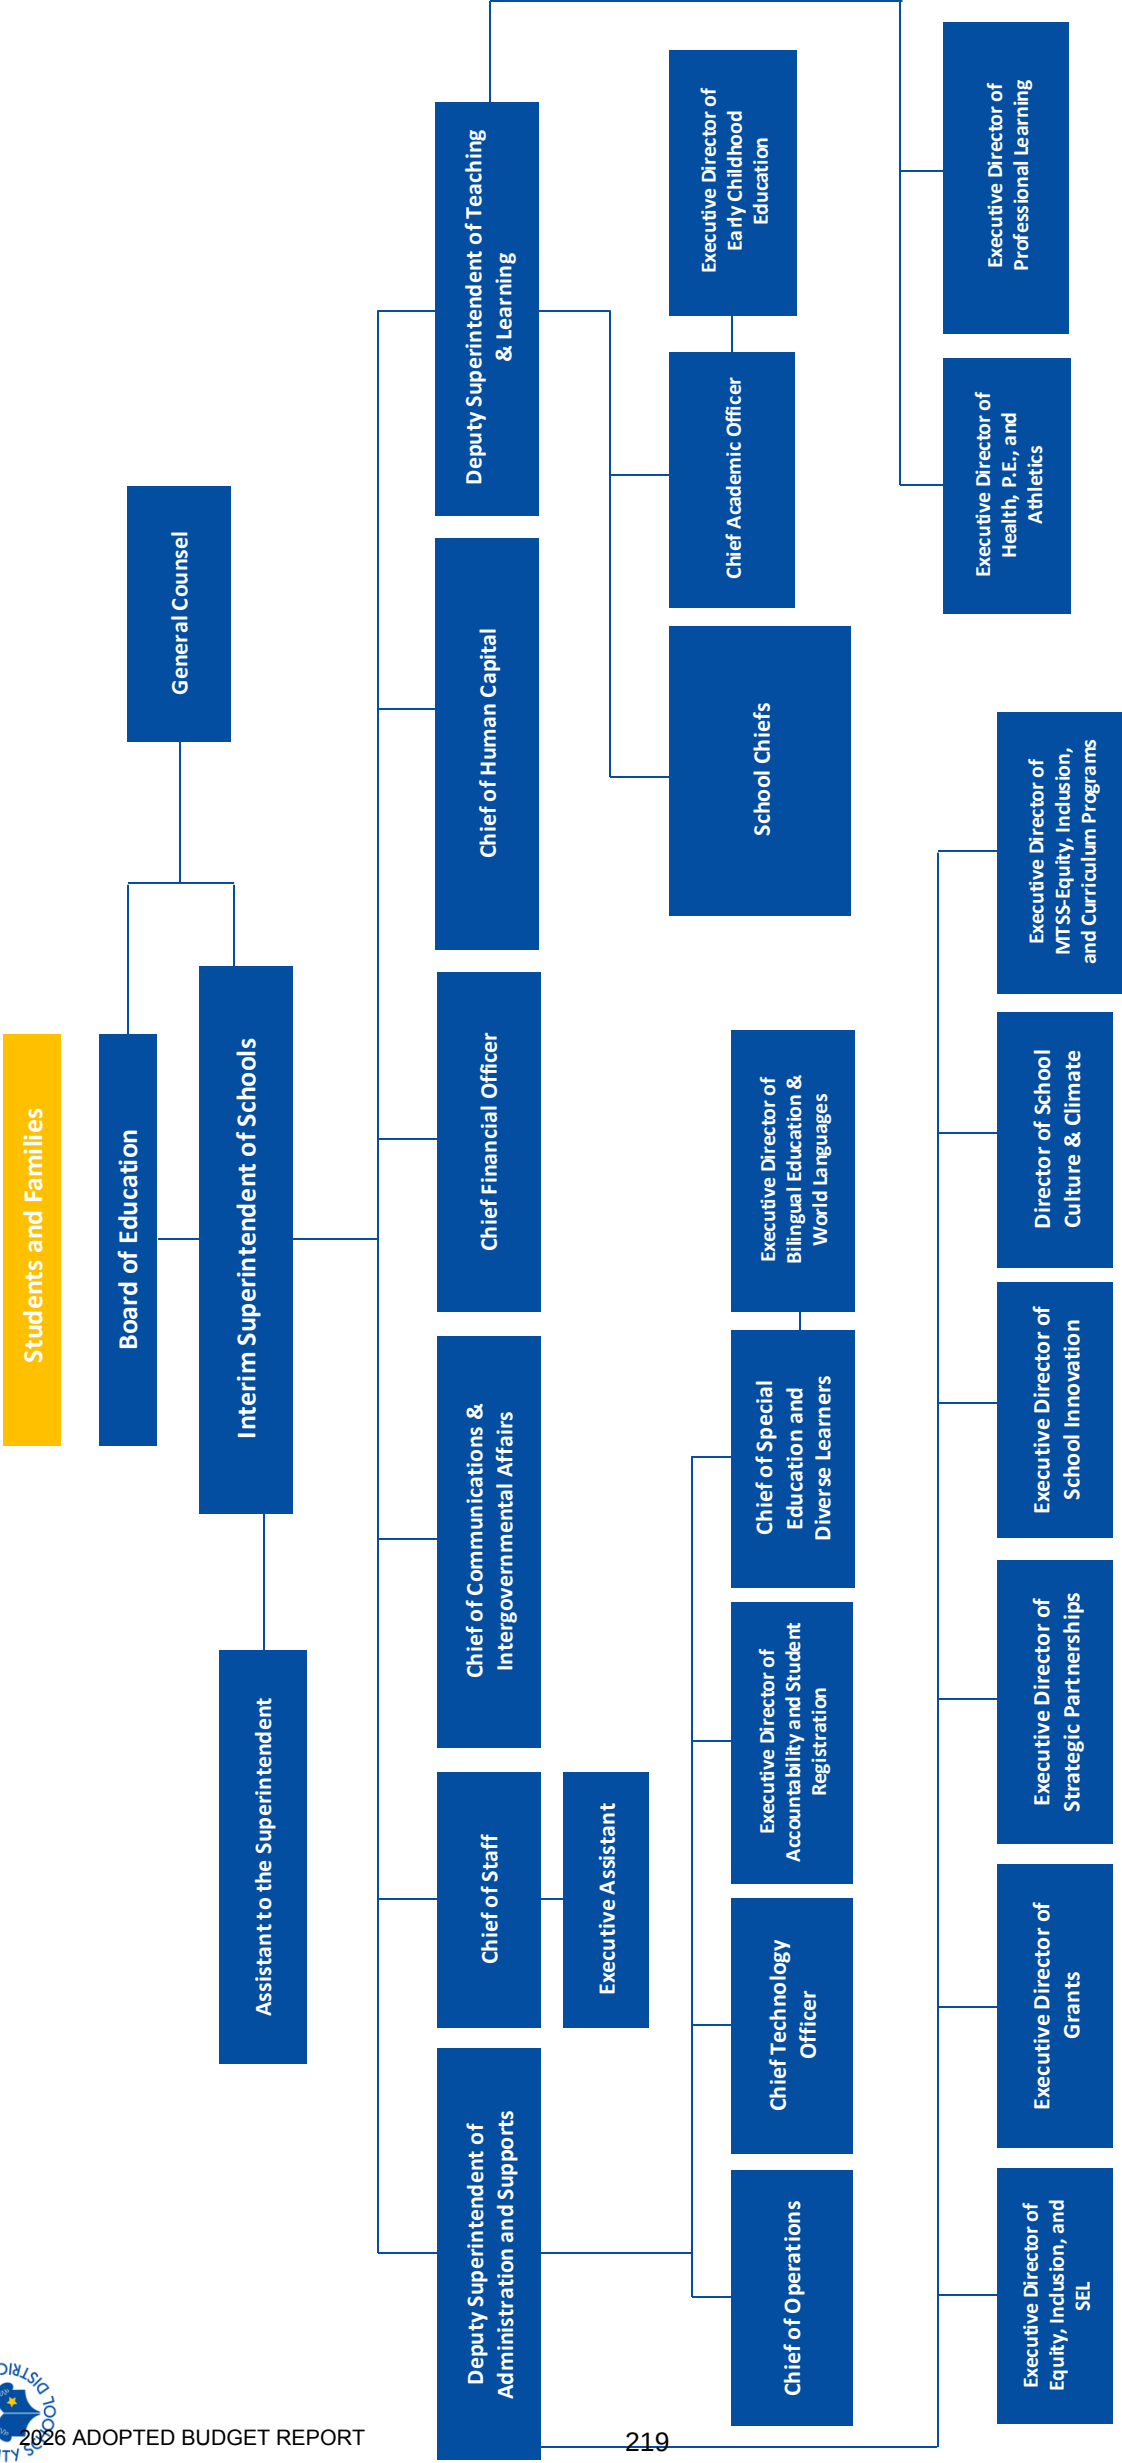 Students and Families
Board of Education
General Counsel
Interim Superintendent of Schools
Assistant to the Superintendent
Deputy Superintendent of
Administration and Supports
Chief of Staff
Chief of Communications &
Intergovernmental Affairs
Chief Financial Officer
Chief of Human Capital
Deputy Superintendent of Teaching
& Learning
Executive Assistant
School Chiefs
Chief Academic Officer
Executive Director of
Early Childhood
Education
Chief of Operations
Chief Technology
Officer
Executive Director of
Accountability and Student
Registration
Chief of Special
Education and
Diverse Learners
Executive Director of
Bilingual Education &
World Languages
Executive Director of
Health, P.E., and
Athletics
Executive Director of
Professional Learning
Executive Director of
Equity, Inclusion, and
SEL
Executive Director of
Grants
Executive Director of
Strategic Partnerships
Executive Director of
School Innovation
Director of School
Culture & Climate
Executive Director of
MTSS-Equity, Inclusion,
and Curriculum Programs
2026 ADOPTED BUDGET REPORT
219